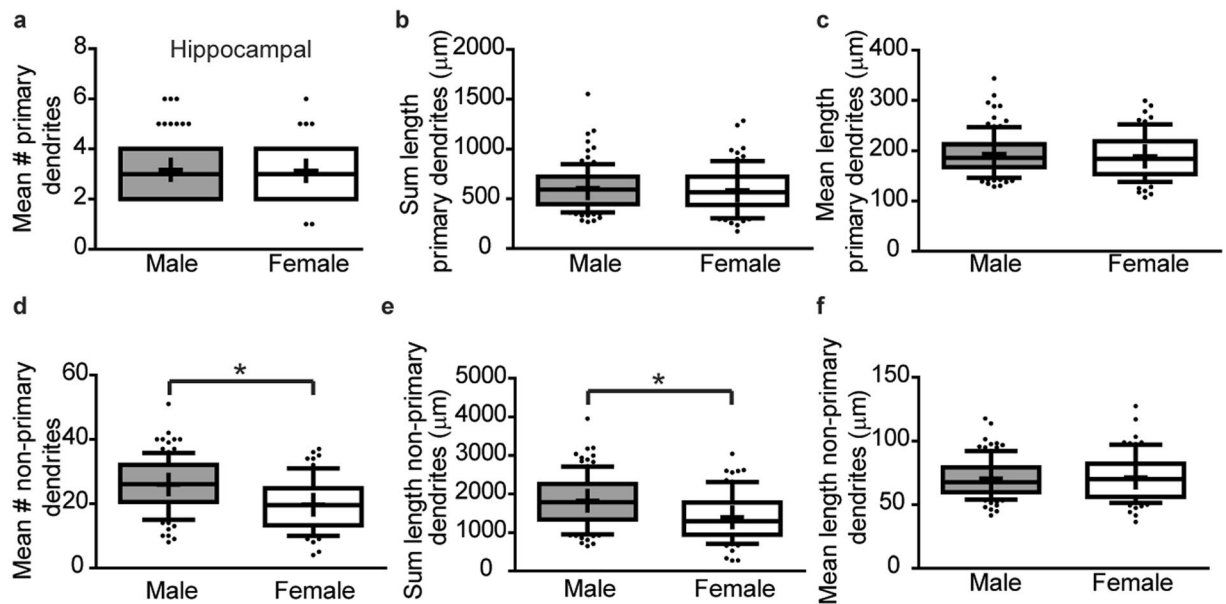 a
Hippocampal
Mean # primary
dendrites
8
6
4
2
0
Male Female
b
Sum length
primary dendrites (μm)
2000
1500
1000
500
0
Male Female
c
Mean length
primary dendrites (μm)
400
300
200
100
0
Male Female
d
Mean # non-primary
dendrites
60
40
20
0
*
Male Female
e
Sum length non-primary
dendrites (μm)
5000
4000
3000
2000
1000
0
*
Male Female
f
Mean length non-primary
dendrites (μm)
150
100
50
0
Male Female